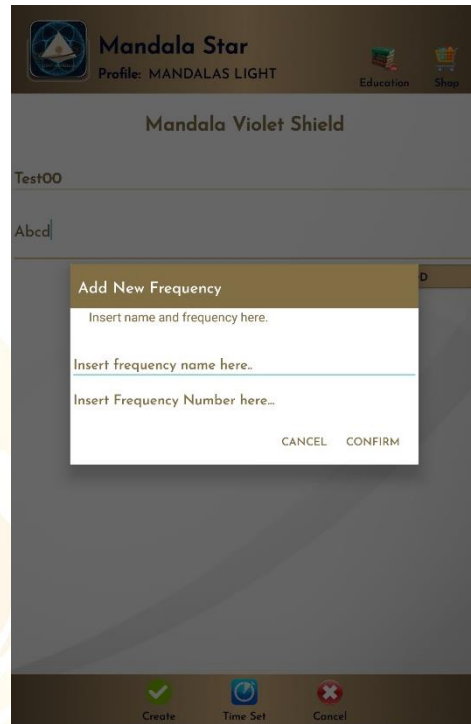 Mandala Star
Profile: MANDALAS LIGHT
Education Shop
Mandala Violet Shield
Test00
Abcd
D
Add New Frequency
Insert name and frequency here.
Insert frequency name here..
Insert Frequency Number here...
CANCEL CONFIRM
Create Time Set Cancel